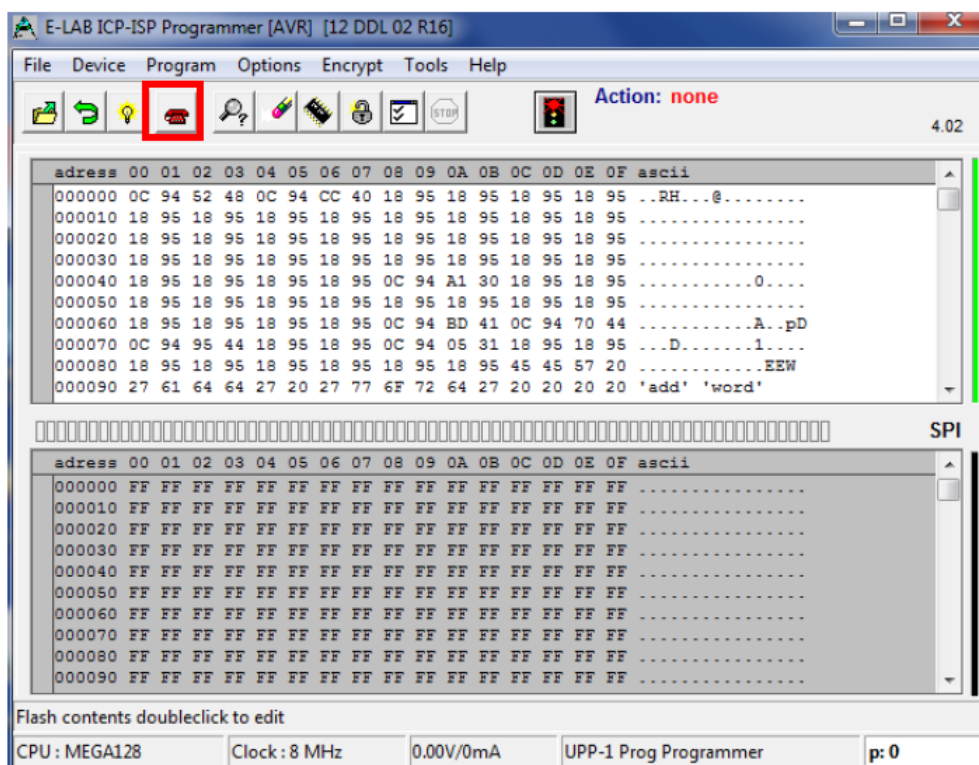 E-LAB ICP-ISP Programmer [AVR] [12 DDL 02 R16]
File Device Program Options Encrypt Tools Help
STOP
Action: none
4.02
adress 00 01 02 03 04 05 06 07 08 09 0A 0B 0C 0D 0E 0F ascii
000000 0C 94 52 48 0C 94 CC 40 18 95 18 95 18 95 18 95 ..RH...@........
000010 18 95 18 95 18 95 18 95 18 95 18 95 18 95 18 95 ................
000020 18 95 18 95 18 95 18 95 18 95 18 95 18 95 18 95 ................
000030 18 95 18 95 18 95 18 95 18 95 18 95 18 95 18 95 ................
000040 18 95 18 95 18 95 18 95 0C 94 A1 30 18 95 18 95 ...........0....
000050 18 95 18 95 18 95 18 95 18 95 18 95 18 95 18 95 ................
000060 18 95 18 95 18 95 18 95 0C 94 BD 41 0C 94 70 44 ...........A..pD
000070 0C 94 95 44 18 95 18 95 0C 94 05 31 18 95 18 95 ...D.......1....
000080 18 95 18 95 18 95 18 95 18 95 18 95 45 45 57 20 ............EEW
000090 27 61 64 64 27 20 27 77 6F 72 64 27 20 20 20 20 'add' 'word'
SPI
adress 00 01 02 03 04 05 06 07 08 09 0A 0B 0C 0D 0E 0F ascii
000000 FF FF FF FF FF FF FF FF FF FF FF FF FF FF FF FF ................
000010 FF FF FF FF FF FF FF FF FF FF FF FF FF FF FF FF ................
000020 FF FF FF FF FF FF FF FF FF FF FF FF FF FF FF FF ................
000030 FF FF FF FF FF FF FF FF FF FF FF FF FF FF FF FF ................
000040 FF FF FF FF FF FF FF FF FF FF FF FF FF FF FF FF ................
000050 FF FF FF FF FF FF FF FF FF FF FF FF FF FF FF FF ................
000060 FF FF FF FF FF FF FF FF FF FF FF FF FF FF FF FF ................
000070 FF FF FF FF FF FF FF FF FF FF FF FF FF FF FF FF ................
000080 FF FF FF FF FF FF FF FF FF FF FF FF FF FF FF FF ................
000090 FF FF FF FF FF FF FF FF FF FF FF FF FF FF FF FF ................
Flash contents doubleclick to edit
CPU : MEGA128 Clock : 8 MHz 0.00V/0mA UPP-1 Prog Programmer p: 0